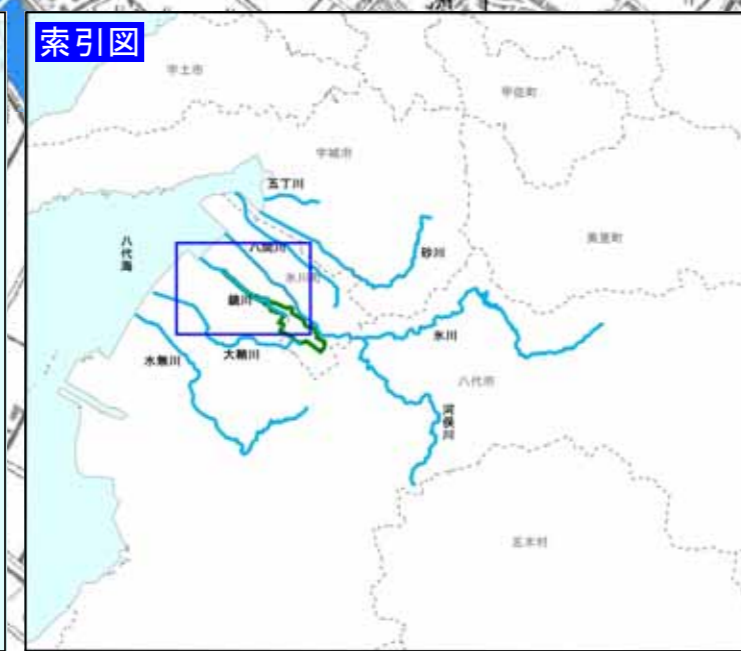 索引図
宇土市
甲佐町
宇城市
五丁川
美里町
八代海
八間川
砂川
氷川町
鏡川
氷川
水無川
大鞘川
八代市
河俣川
五木村